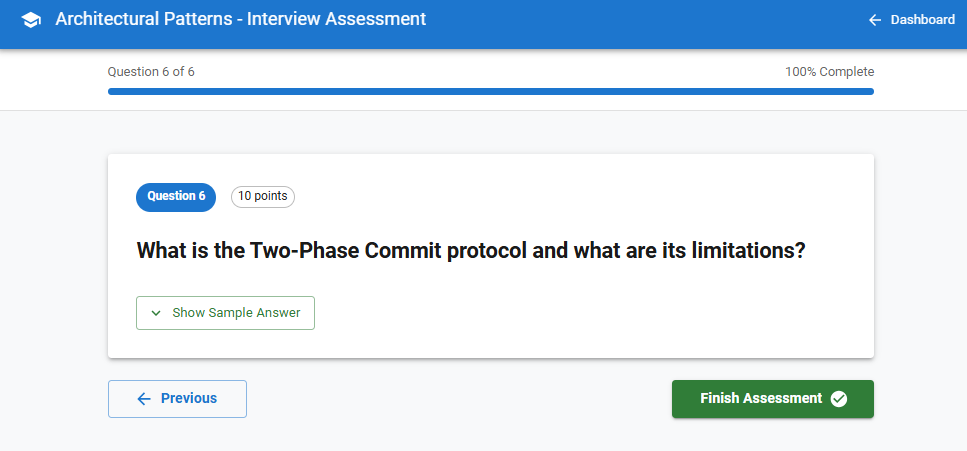 Architectural Patterns - Interview Assessment
Dashboard
Question 6 of 6
100% Complete
Question 6
10 points
What is the Two-Phase Commit protocol and what are its limitations?
Show Sample Answer
Previous
Finish Assessment